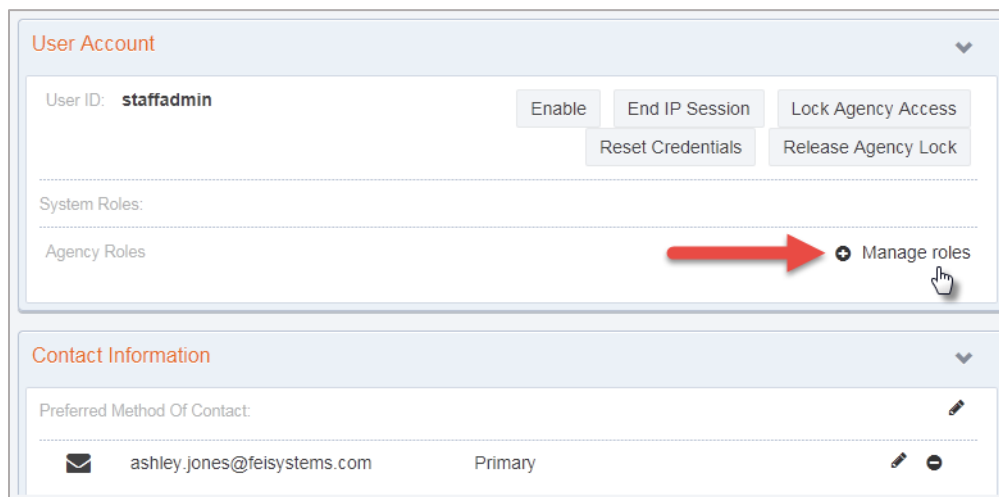 User Account
User ID: staffadmin
Enable End IP Session Lock Agency Access
Reset Credentials Release Agency Lock
System Roles:
Agency Roles Manage roles
Contact Information
Preferred Method Of Contact:
ashley.jones@feisystems.com Primary